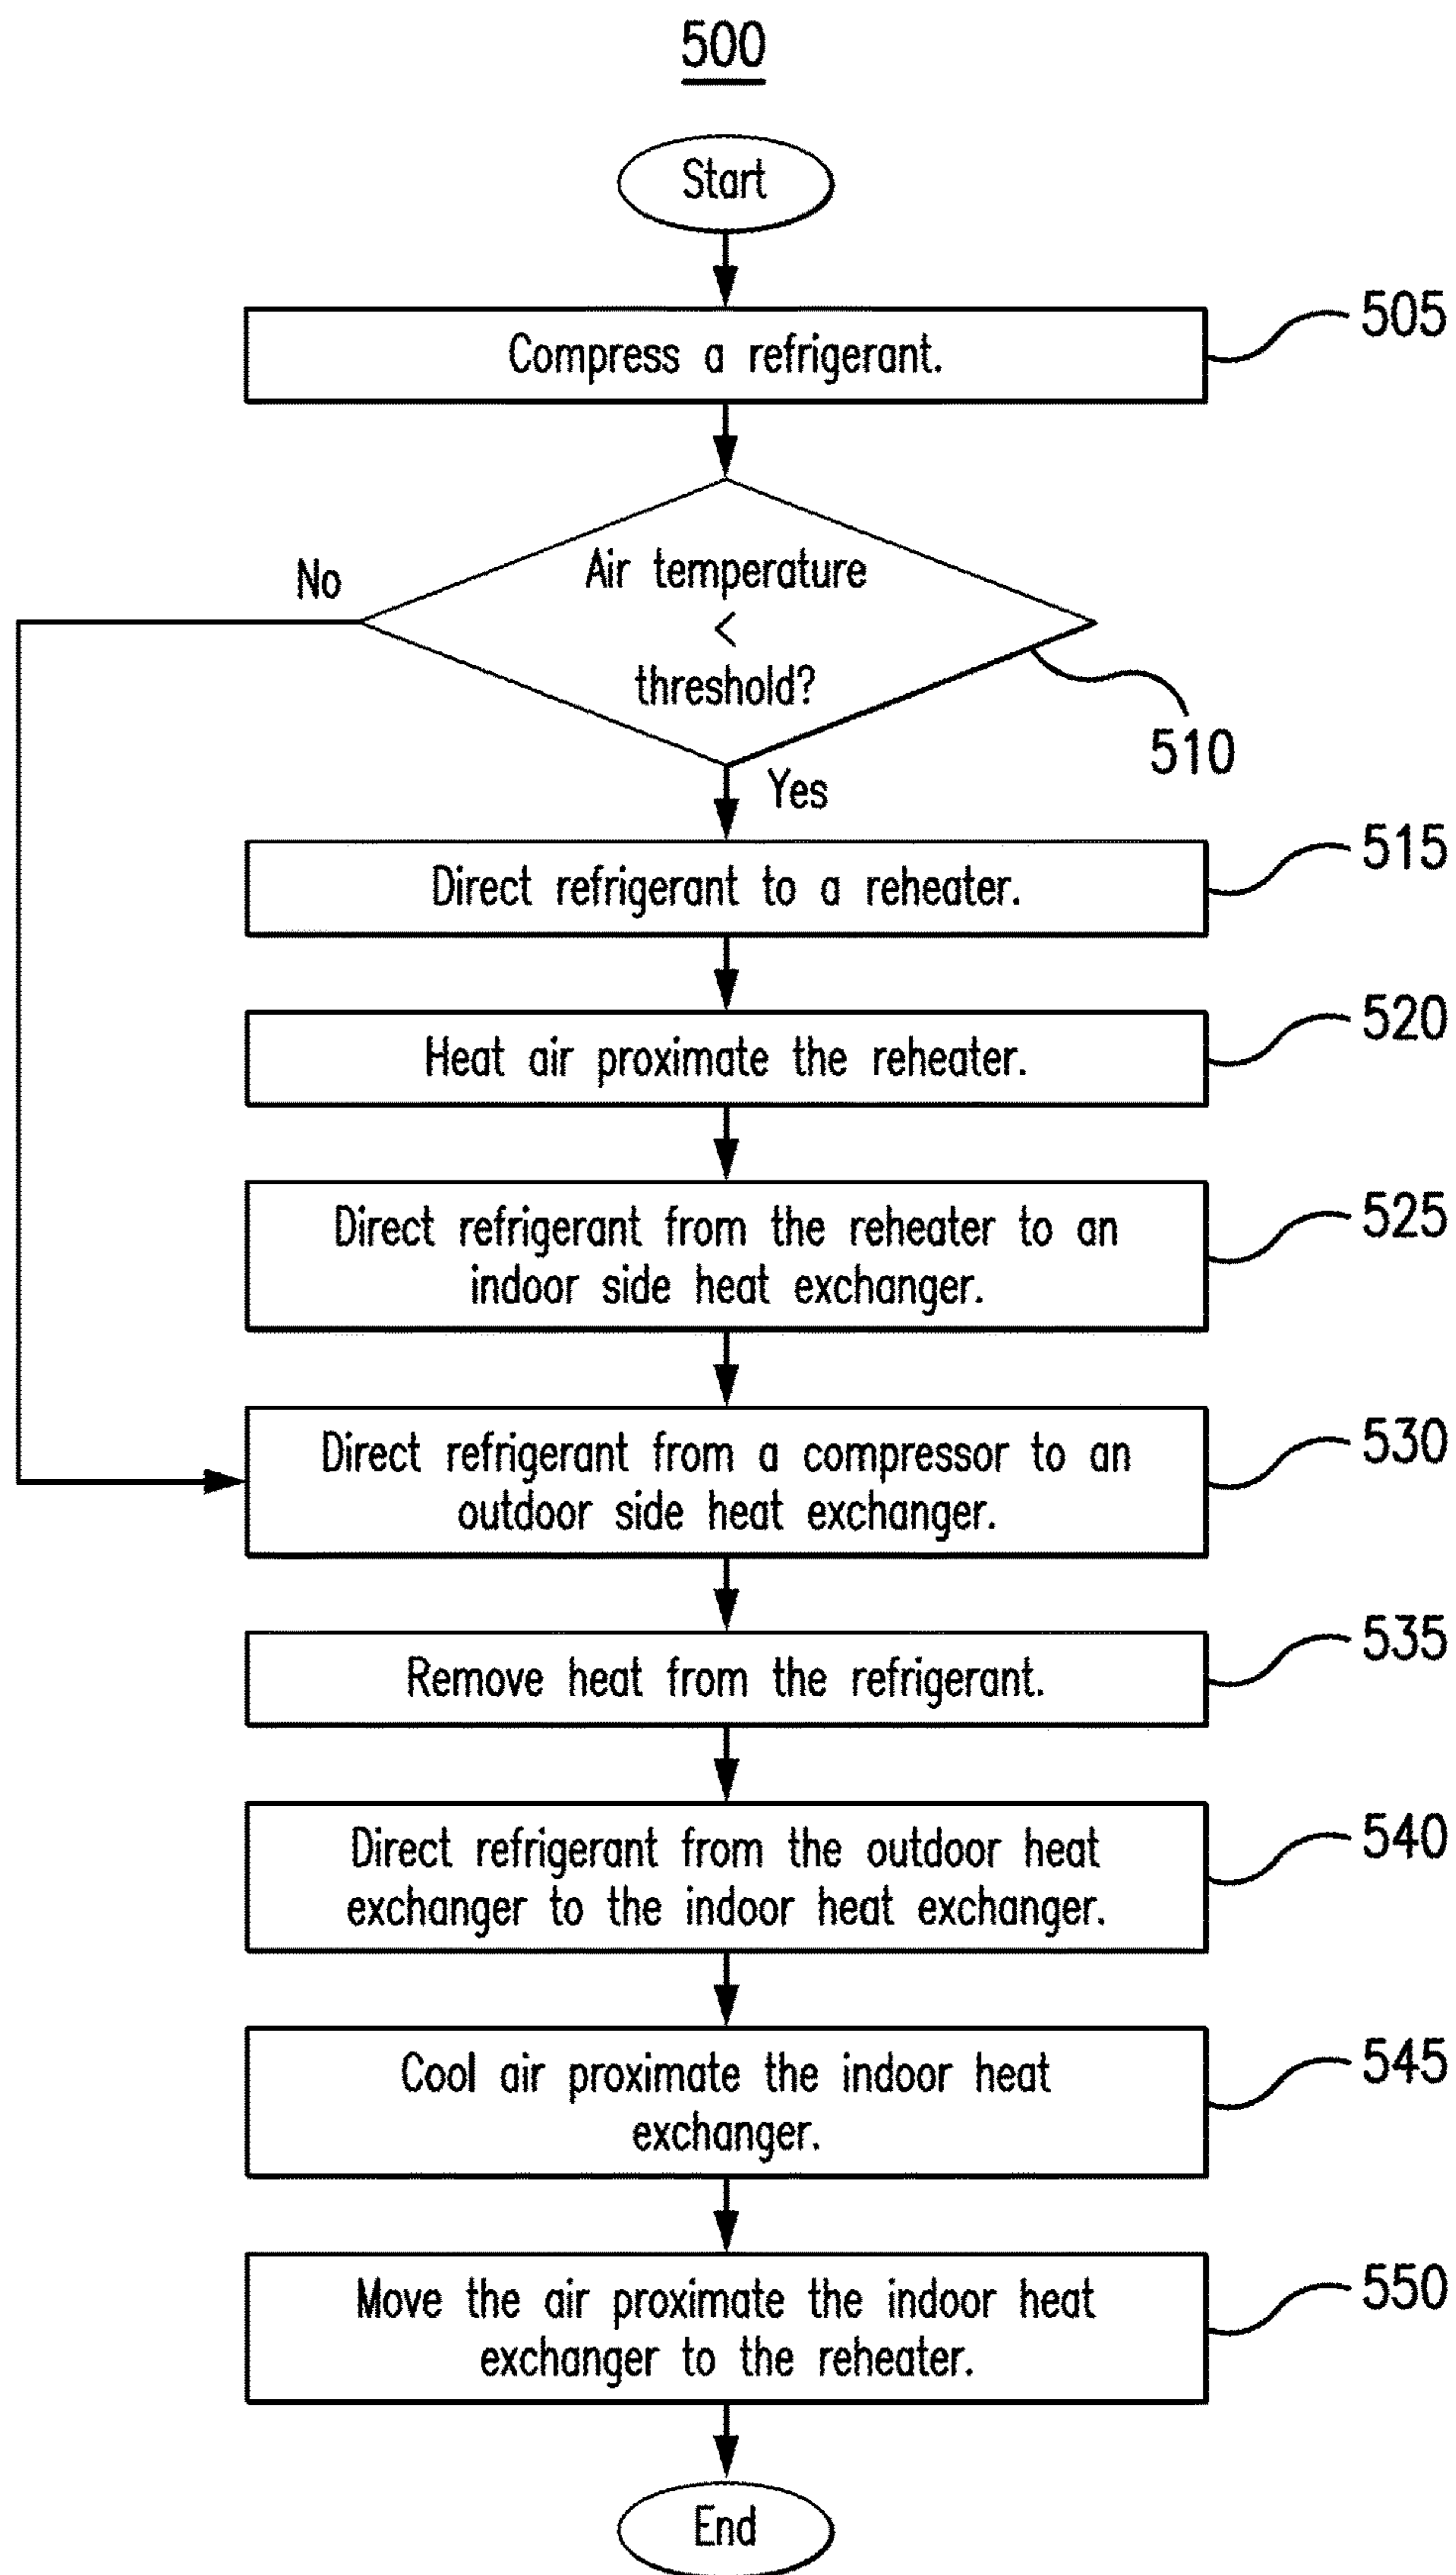 500
Start
Compress a refrigerant.
505
Air temperature
<
threshold?
No
510
Yes
Direct refrigerant to a reheater.
515
Heat air proximate the reheater.
520
Direct refrigerant from the reheater to an
indoor side heat exchanger.
525
Direct refrigerant from a compressor to an
outdoor side heat exchanger.
530
Remove heat from the refrigerant.
535
Direct refrigerant from the outdoor heat
exchanger to the indoor heat exchanger.
540
Cool air proximate the indoor heat
exchanger.
545
Move the air proximate the indoor heat
exchanger to the reheater.
550
End